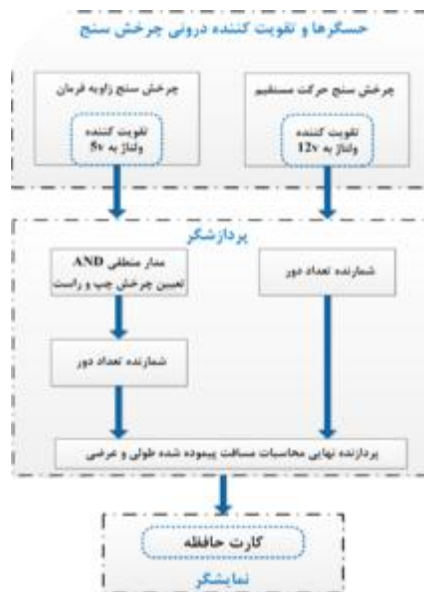 حسگرها و تقویت کننده درونی چرخش سنج
چرخش سنج حرکت مستقیم
تقویت کننده
ولتاژ به 12v
چرخش سنج زاویه فرمان
تقویت کننده
ولتاژ به 5v
پردازشگر
شمارنده تعداد دور
مدار منطقی AND
تعیین چرخش چپ و راست
شمارنده تعداد دور
پردازنده نهایی محاسبات مسافت پیموده شده طولی و عرضی
کارت حافظه
نمایشگر